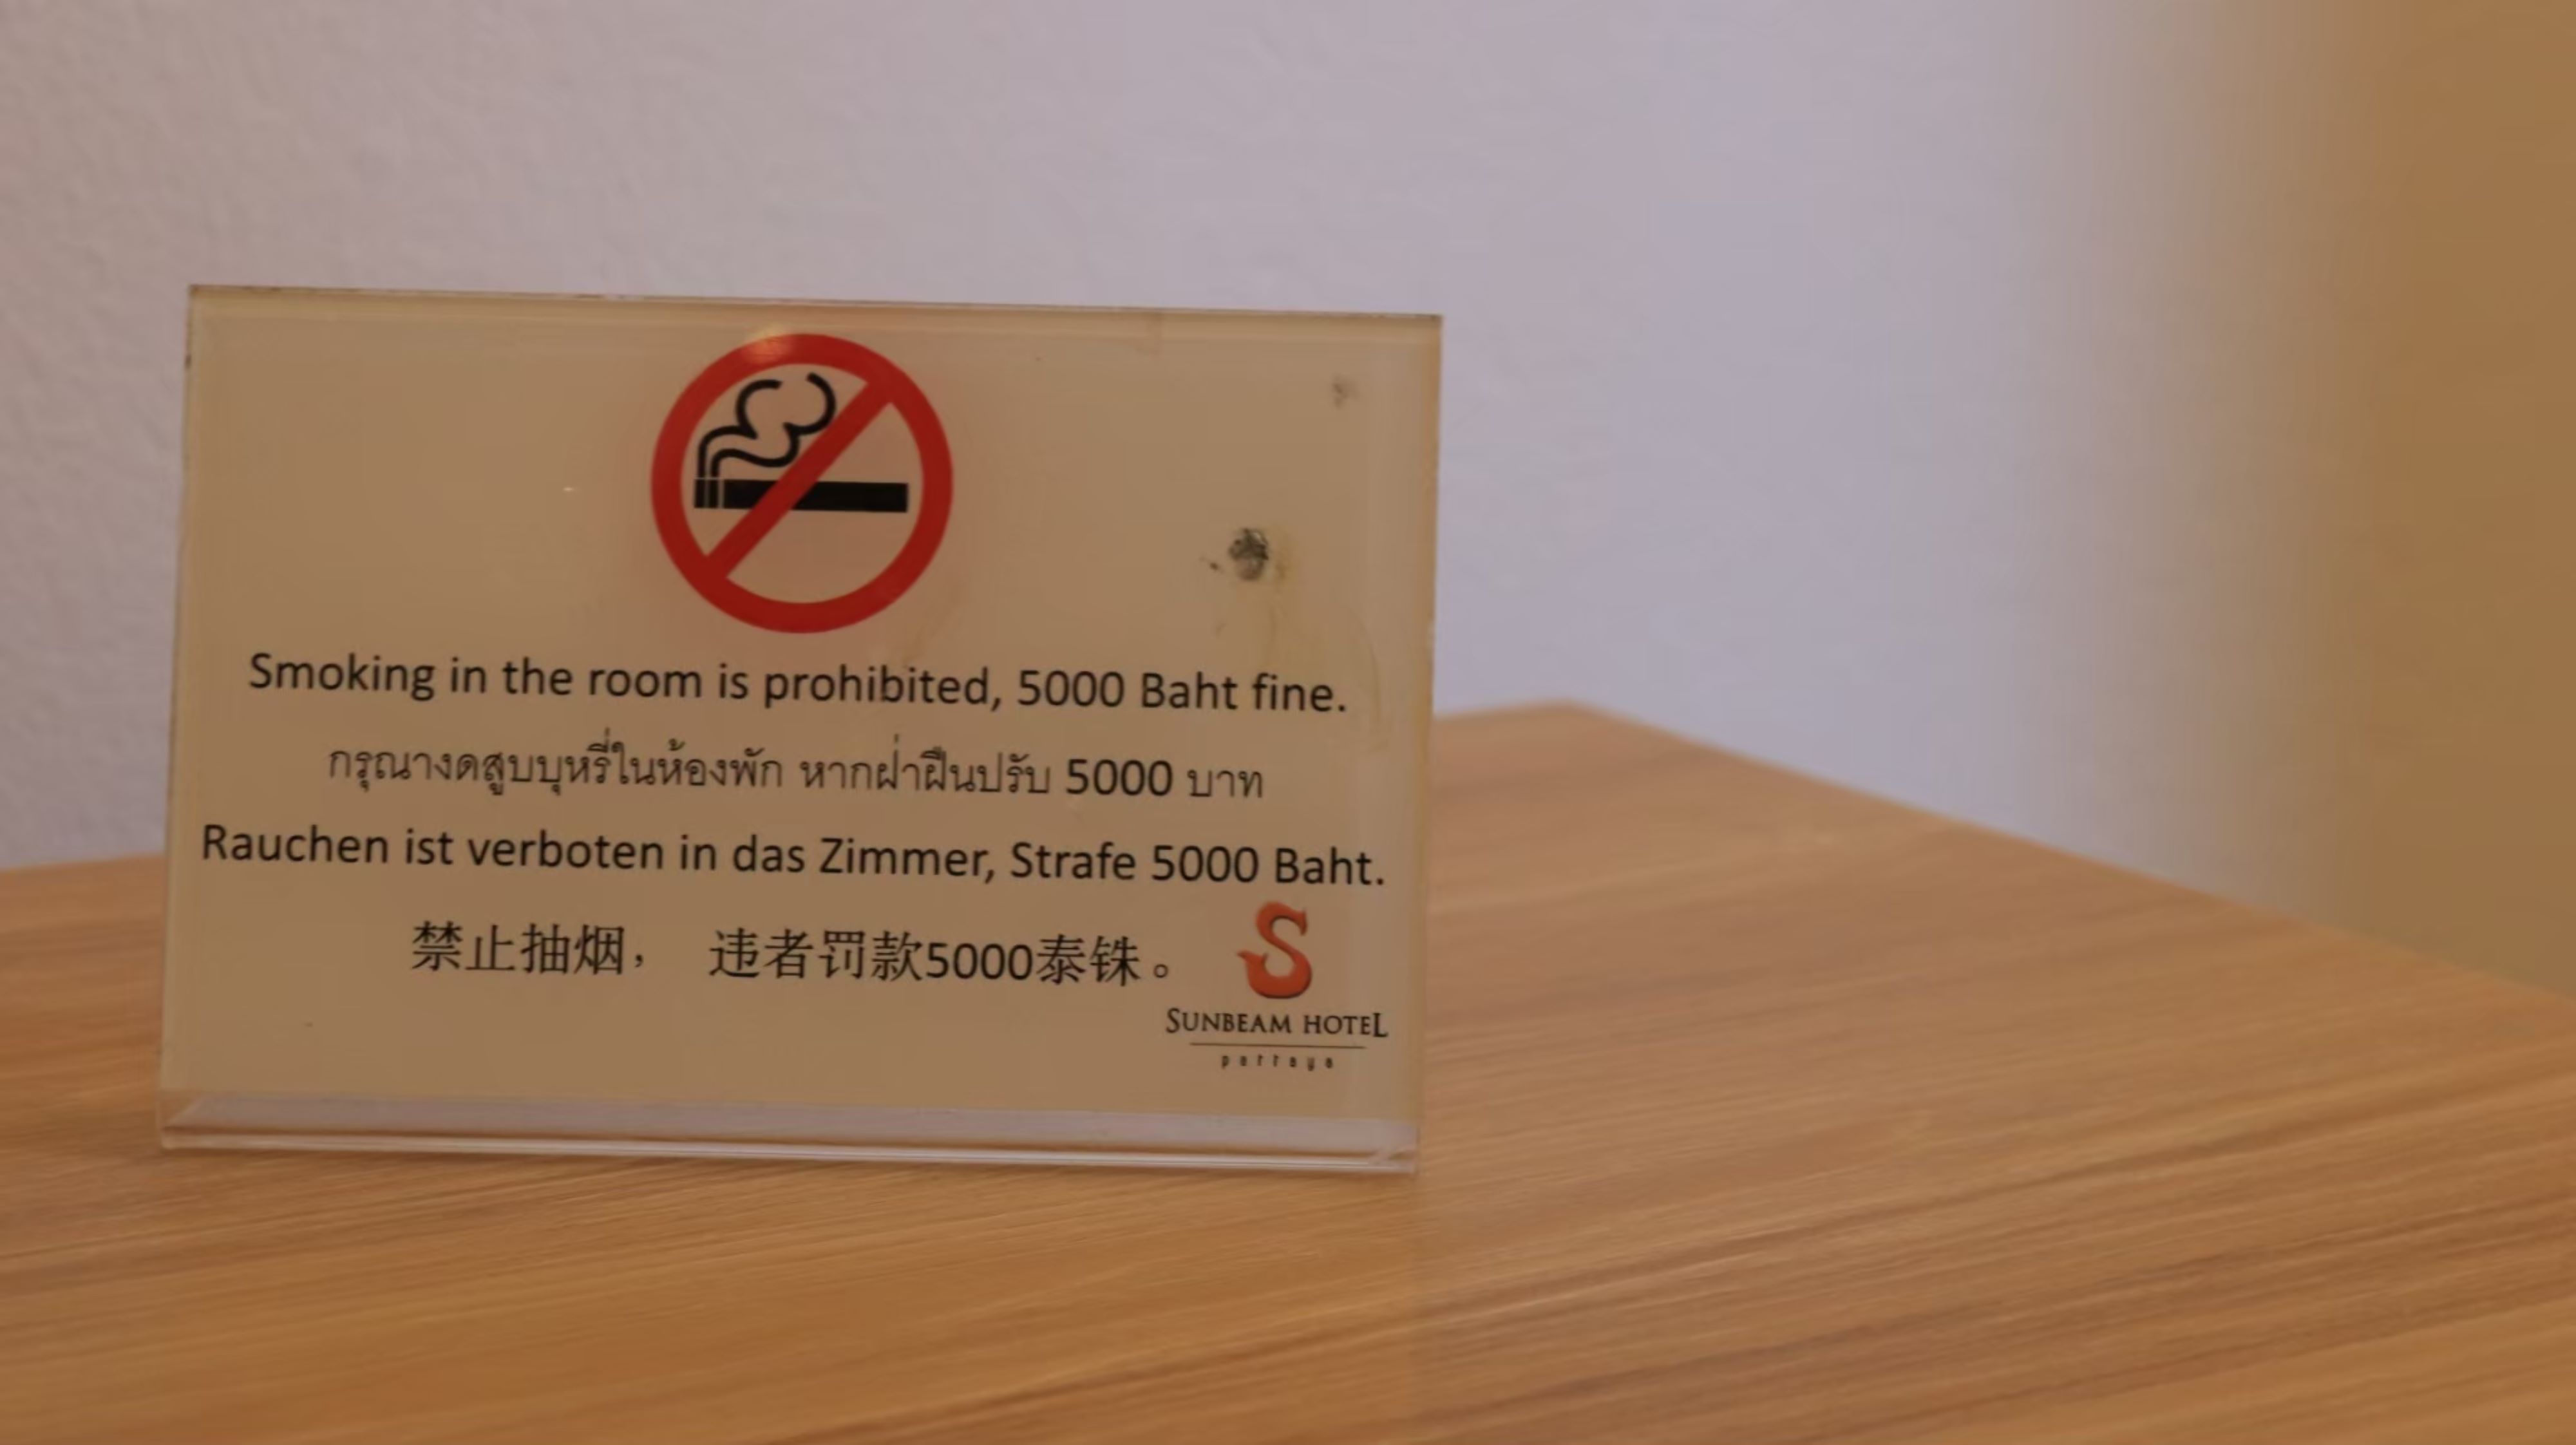 Smoking in the room is prohibited, 5000 Baht fine.
กรุณางดสูบบุหรี่ในห้องพัก หากฝ่าฝืนปรับ 5000 บาท
Rauchen ist verboten in das Zimmer, Strafe 5000 Baht.
禁止抽烟， 违者罚款5000泰铢。
S
SUNBEAM HOTEL
pattaya